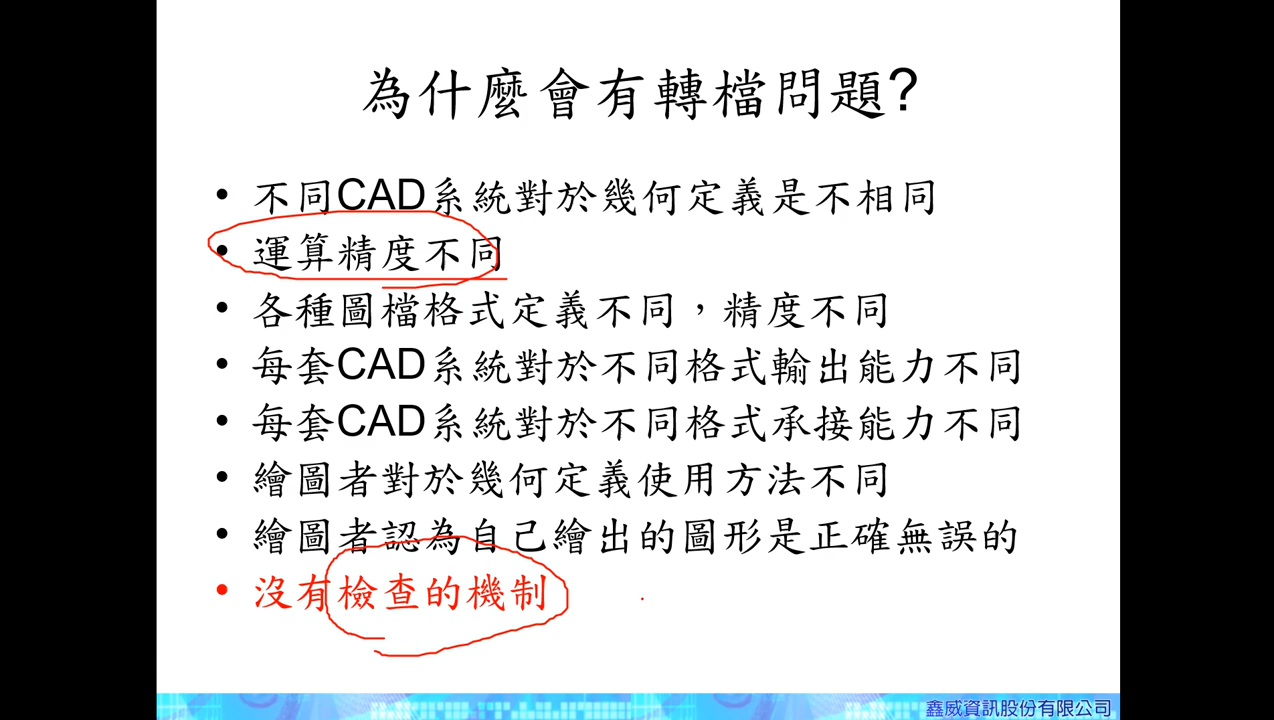 為什麼會有轉檔問題?
• 不同CAD系統對於幾何定義是不相同
• 運算精度不同
• 各種圖檔格式定義不同，精度不同
• 每套CAD系統對於不同格式輸出能力不同
• 每套CAD系統對於不同格式承接能力不同
• 繪圖者對於幾何定義使用方法不同
• 繪圖者認為自己繪出的圖形是正確無誤的
• 沒有檢查的機制
鑫威資訊股份有限公司